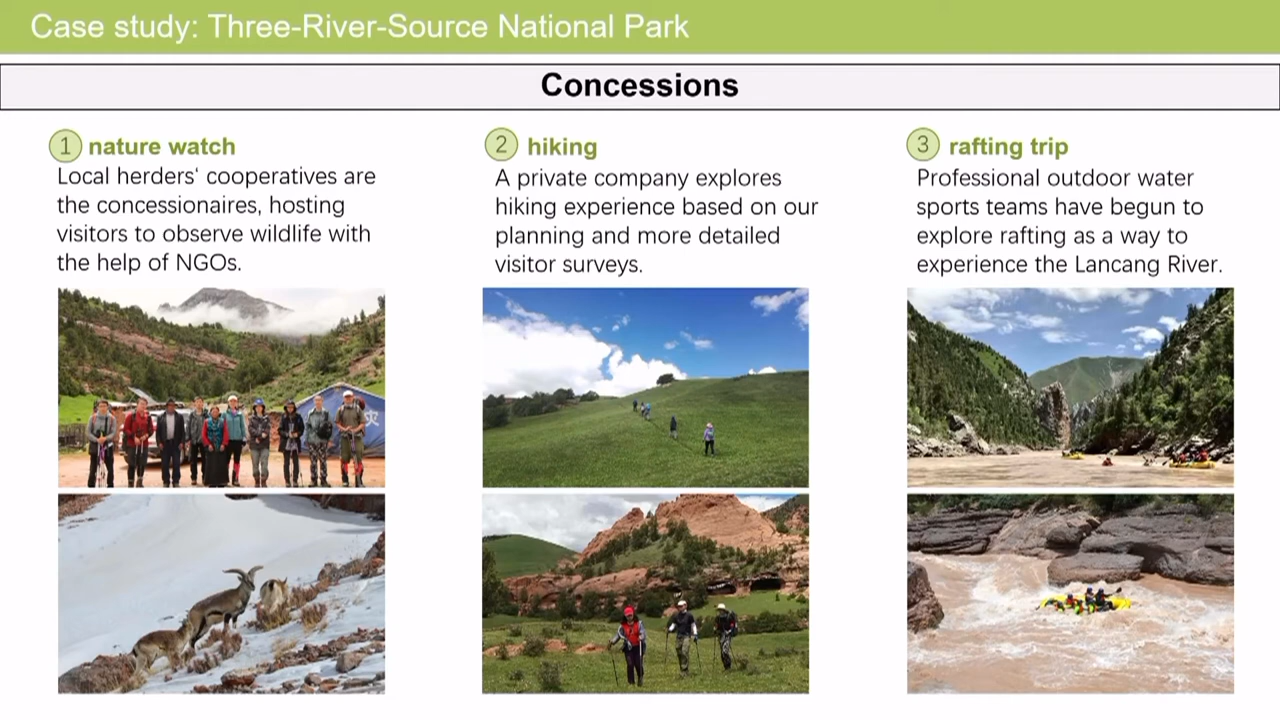 Case study: Three-River-Source National Park
Concessions
1 nature watch
Local herders‘ cooperatives are
the concessionaires, hosting
visitors to observe wildlife with
the help of NGOs.
2 hiking
A private company explores
hiking experience based on our
planning and more detailed
visitor surveys.
3 rafting trip
Professional outdoor water
sports teams have begun to
explore rafting as a way to
experience the Lancang River.
灾